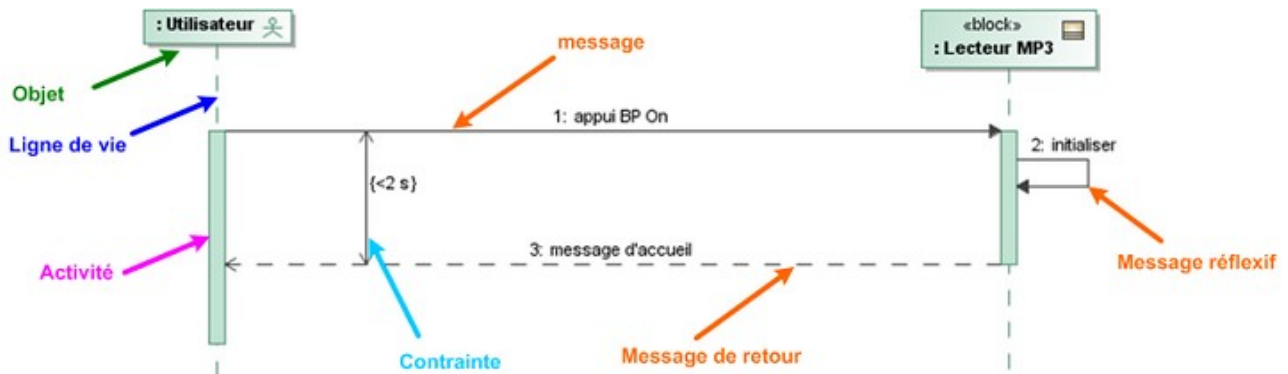 : Utilisateur
«block»
: Lecteur MP3
message
Objet
Ligne de vie
1: appui BP On
2: initialiser
{<2 s}
3: message d'accueil
Activité
Message réflexif
Contrainte
Message de retour